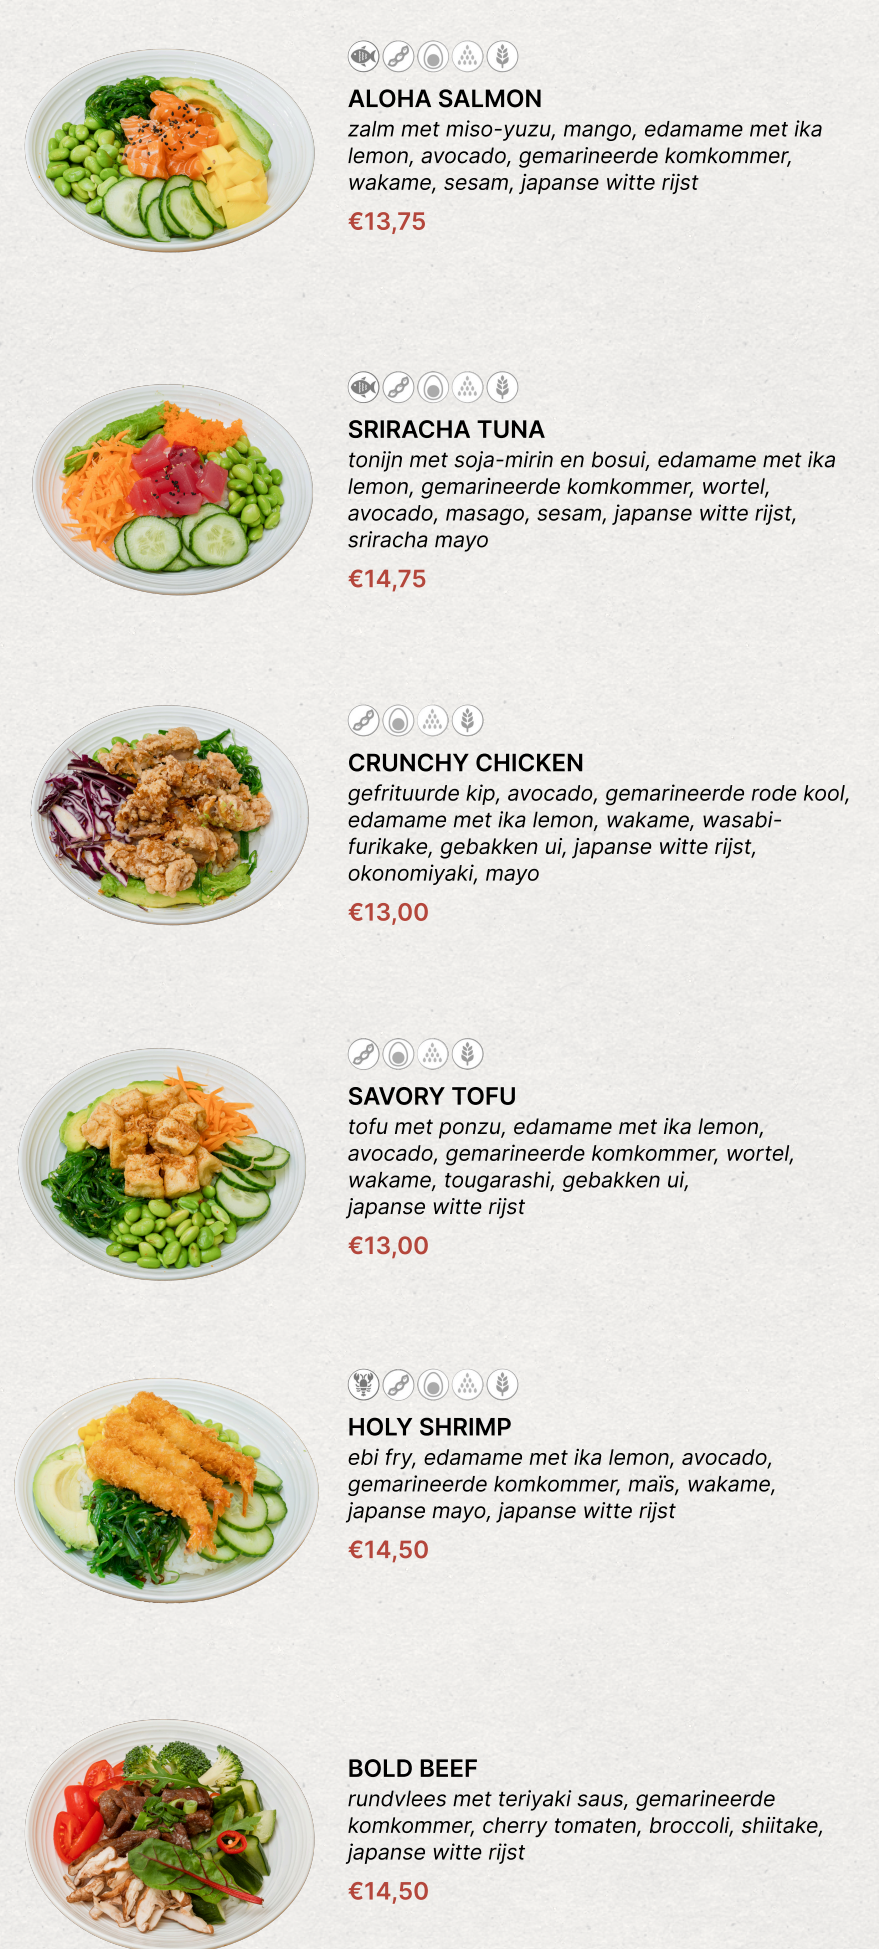 ALOHA SALMON
zalm met miso-yuzu, mango, edamame met ika
lemon, avocado, gemarineerde komkommer,
wakame, sesam, japanse witte rijst
€13,75
SRIRACHA TUNA
tonijn met soja-mirin en bosui, edamame met ika
lemon, gemarineerde komkommer, wortel,
avocado, masago, sesam, japanse witte rijst,
sriracha mayo
€14,75
CRUNCHY CHICKEN
gefrituurde kip, avocado, gemarineerde rode kool,
edamame met ika lemon, wakame, wasabi-
furikake, gebakken ui, japanse witte rijst,
okonomiyaki, mayo
€13,00
SAVORY TOFU
tofu met ponzu, edamame met ika lemon,
avocado, gemarineerde komkommer, wortel,
wakame, tougarashi, gebakken ui,
japanse witte rijst
€13,00
HOLY SHRIMP
ebi fry, edamame met ika lemon, avocado,
gemarineerde komkommer, maïs, wakame,
japanse mayo, japanse witte rijst
€14,50
BOLD BEEF
rundvlees met teriyaki saus, gemarineerde
komkommer, cherry tomaten, broccoli, shiitake,
japanse witte rijst
€14,50